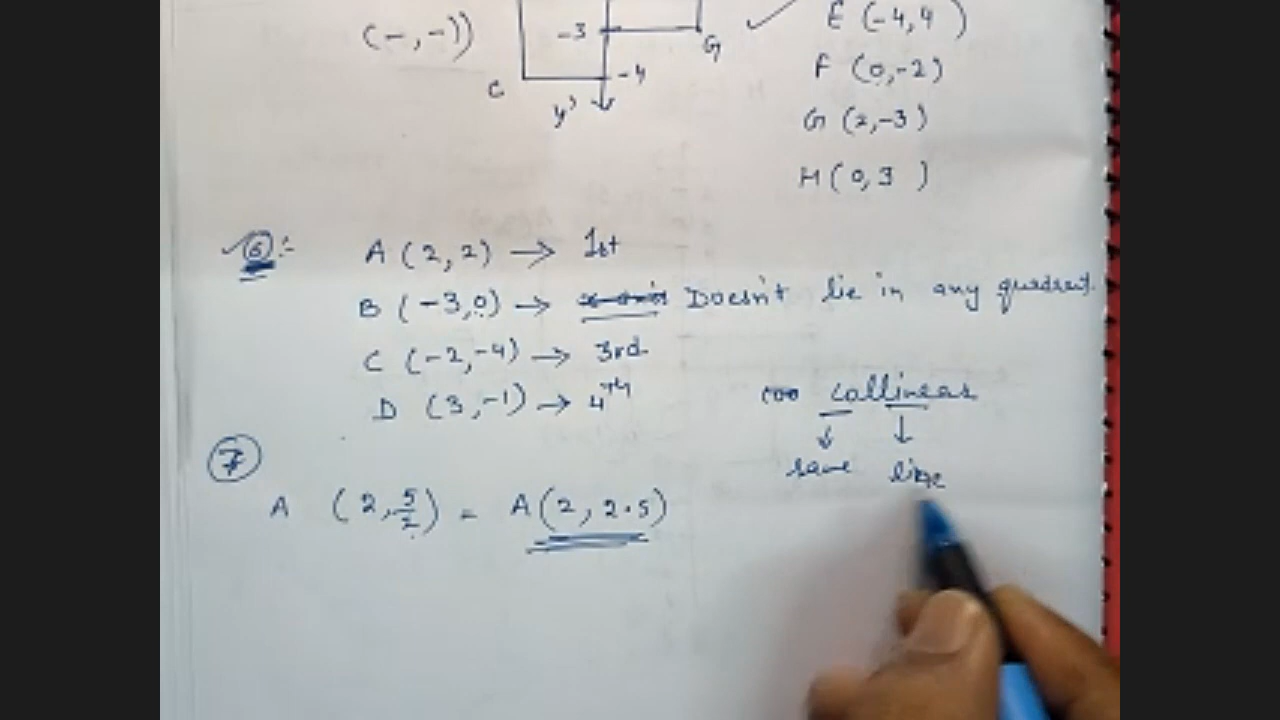 (-,-))
-3
G
C
-4
y'
E (-4,4)
F (0,-2)
G (2,-3)
H (0,3)
6:-
A (2,2) → 1st
B (-3,0) → Doesn't lie in any quadrent.
C (-2,-4) → 3rd
D (3,-1) → 4th
collinear
same line
7
A (2,5/2) = A(2, 2.5)